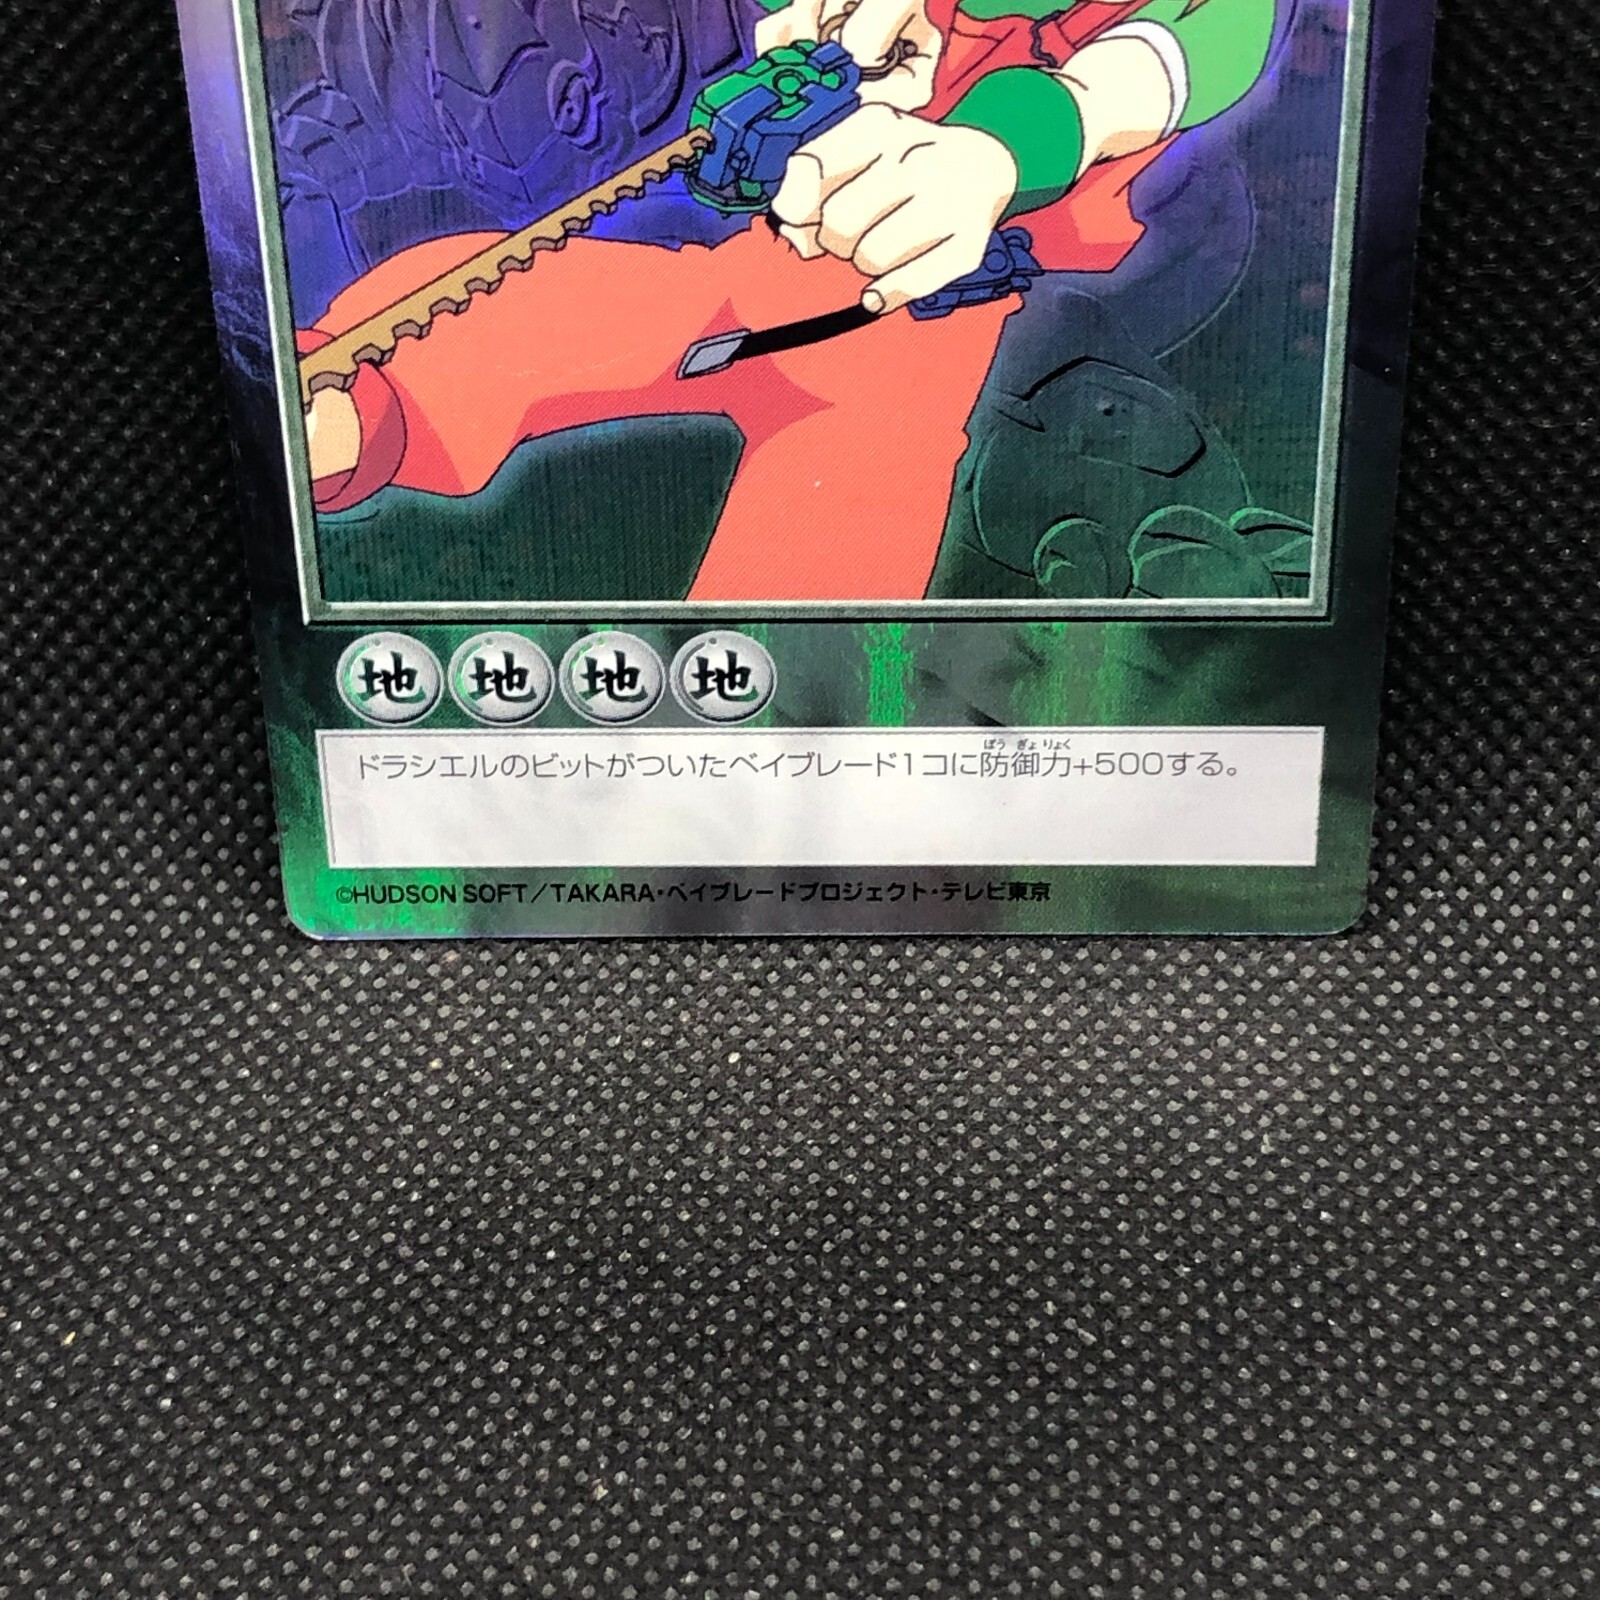 地 地 地 地
ドラシエルのビットがついたベイブレード1コに防御力+500する。
ぼう ぎょ りょく
©HUDSON SOFT／TAKARA・ベイブレードプロジェクト・テレビ東京